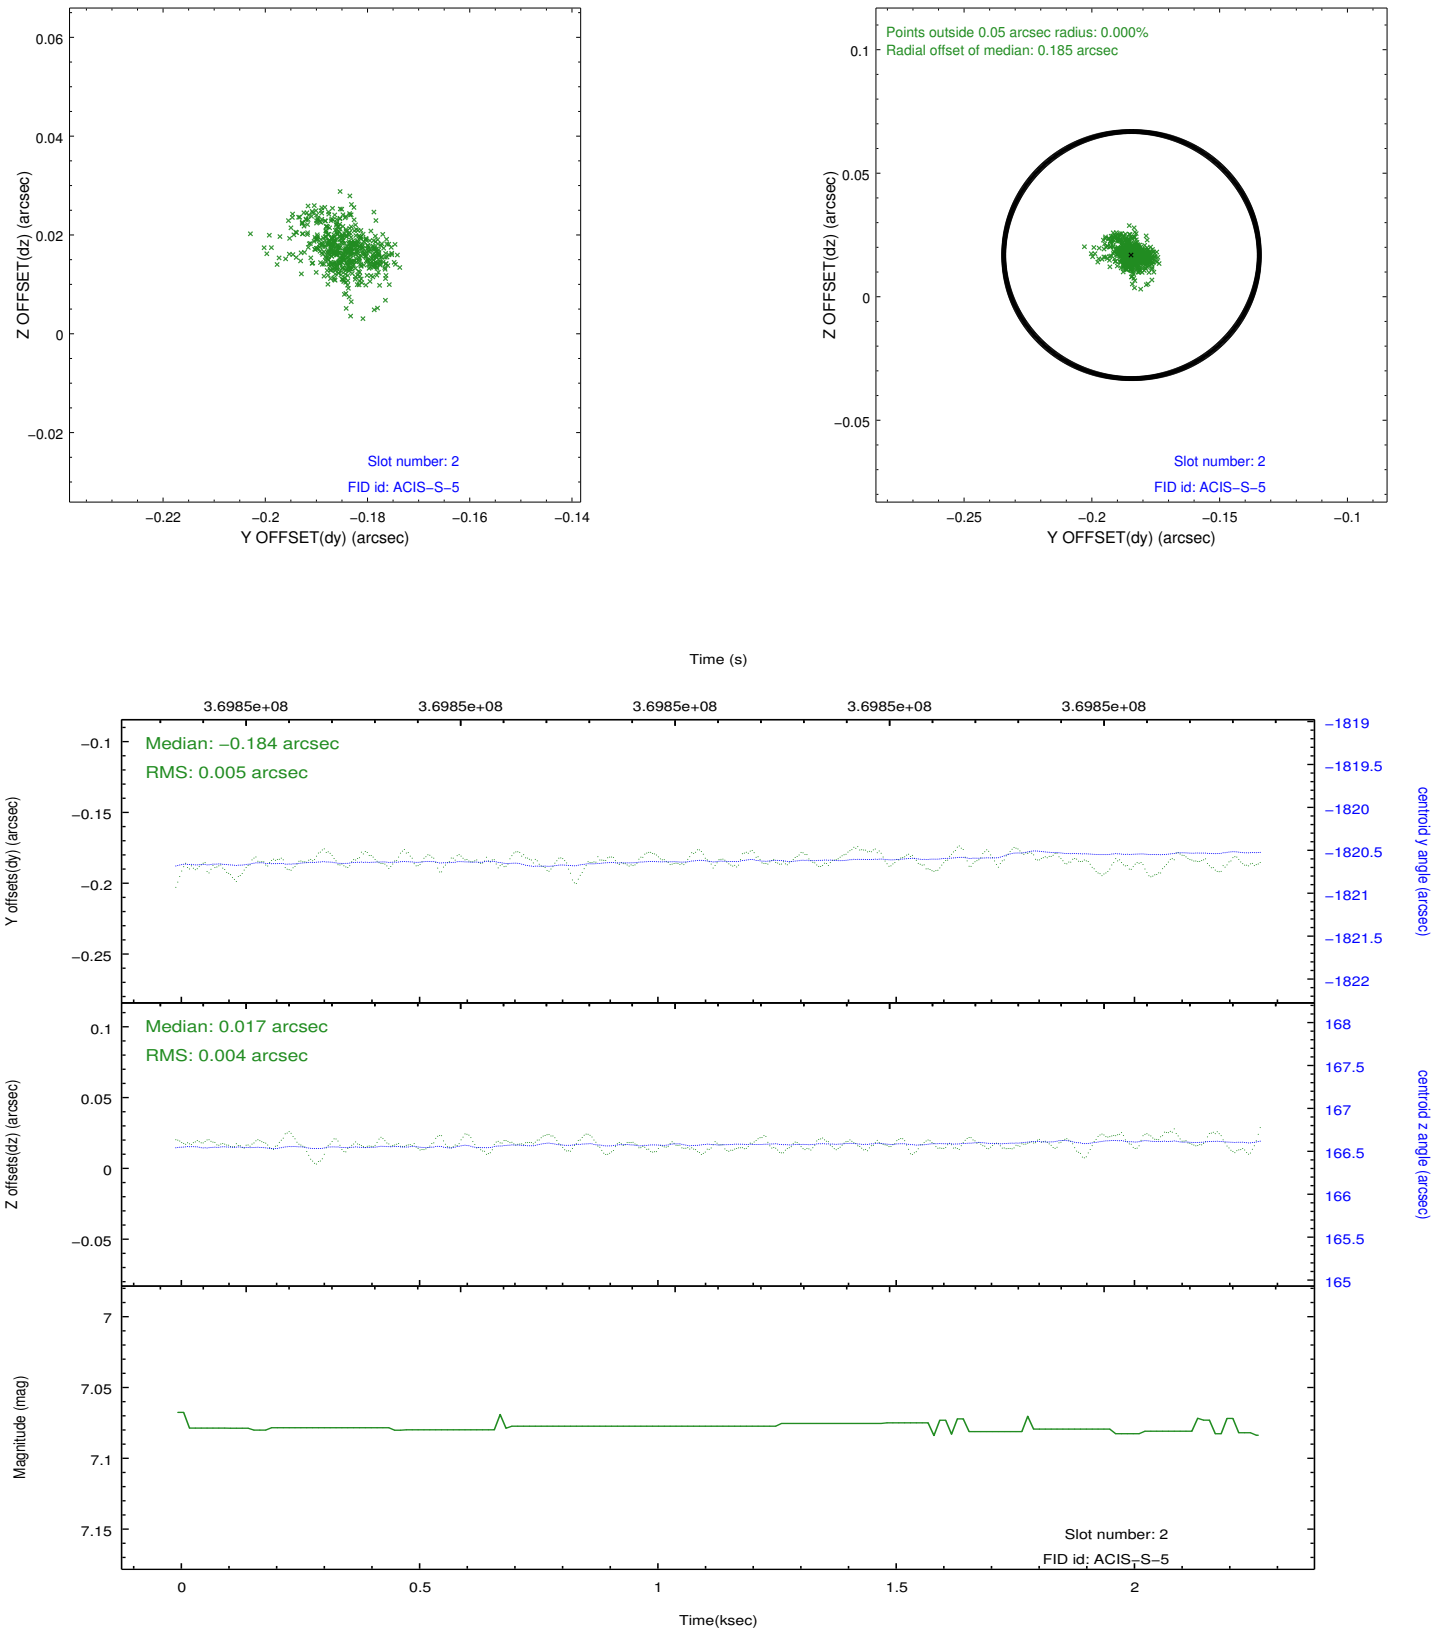 0.06
0.04
0.02
0
−0.02
Z OFFSET(dz) (arcsec)
Slot number: 2
FID id: ACIS−S−5
−0.22 −0.2 −0.18 −0.16 −0.14
Y OFFSET(dy) (arcsec)
Points outside 0.05 arcsec radius: 0.000%
Radial offset of median: 0.185 arcsec
0.1
0.05
0
−0.05
Z OFFSET(dz) (arcsec)
Slot number: 2
FID id: ACIS−S−5
−0.25 −0.2 −0.15 −0.1
Y OFFSET(dy) (arcsec)
Time (s)
3.6985e+08 3.6985e+08 3.6985e+08 3.6985e+08 3.6985e+08
Median: −0.184 arcsec
RMS: 0.005 arcsec
−0.1
−0.15
−0.2
−0.25
Y offsets(dy) (arcsec)
−1819
−1819.5
−1820
−1820.5
−1821
−1821.5
−1822
centroid y angle (arcsec)
Median: 0.017 arcsec
RMS: 0.004 arcsec
0.1
0.05
0
−0.05
Z offsets(dz) (arcsec)
168
167.5
167
166.5
166
165.5
165
centroid z angle (arcsec)
7
7.05
7.1
7.15
Magnitude (mag)
Slot number: 2
FID id: ACIS−S−5
0 0.5 1 1.5 2
Time(ksec)